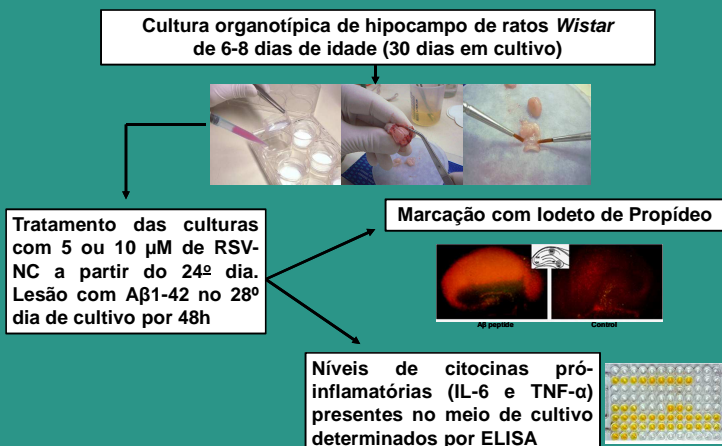 Cultura organotípica de hipocampo de ratos Wistar
de 6-8 dias de idade (30 dias em cultivo)
Tratamento das culturas
com 5 ou 10 µM de RSV-
NC a partir do 24º dia.
Lesão com Aβ1-42 no 28º
dia de cultivo por 48h
Marcação com Iodeto de Propídeo
Aβ peptide
Control
Níveis de citocinas pró-
inflamatórias (IL-6 e TNF-α)
presentes no meio de cultivo
determinados por ELISA